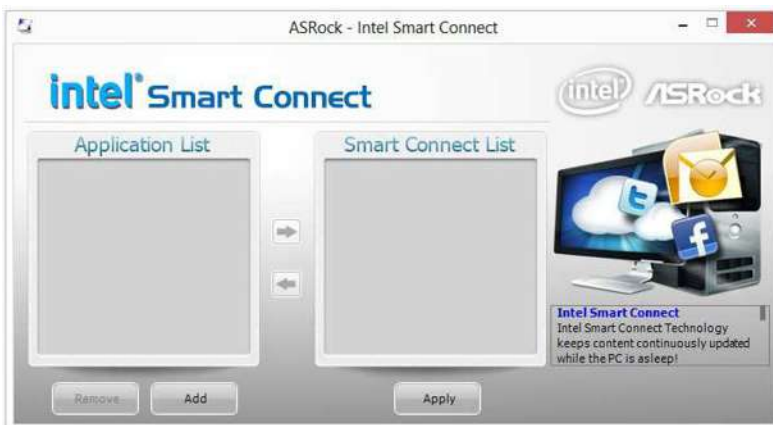 ASRock - Intel Smart Connect
intel® Smart Connect
intel ASRock
Application List
Smart Connect List
Intel Smart Connect
Intel Smart Connect Technology
keeps content continuously updated
while the PC is asleep!
Remove
Add
Apply